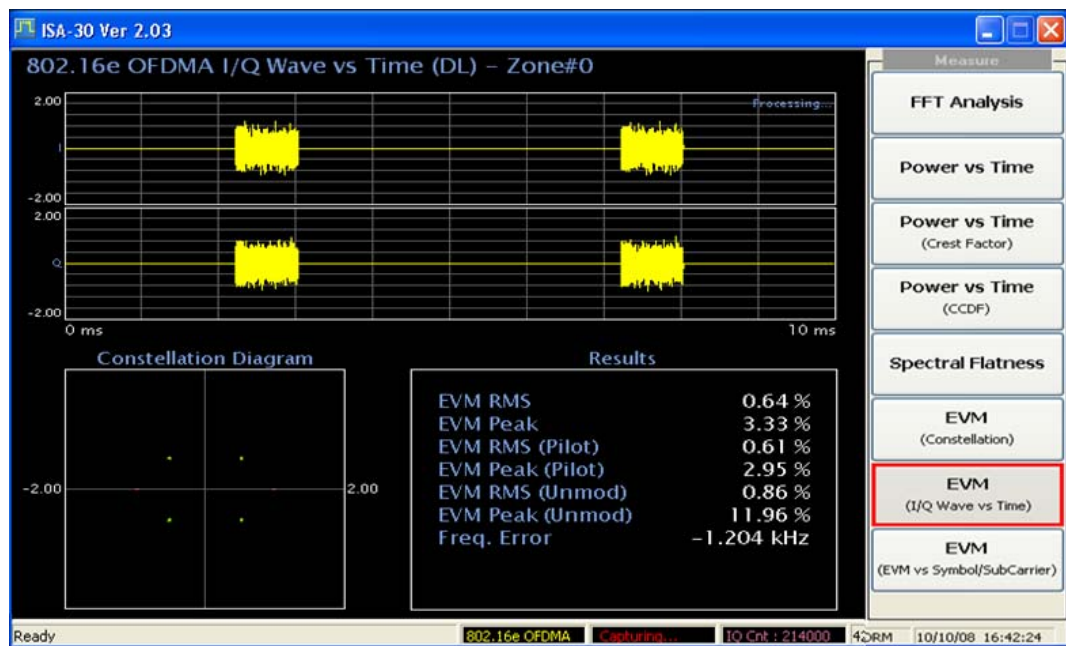 ISA-30 Ver 2.03
802.16e OFDMA I/Q Wave vs Time (DL) - Zone#0
2.00
Processing...
I
-2.00
2.00
Q
-2.00
0 ms
10 ms
Constellation Diagram
-2.00
2.00
Results
EVM RMS 0.64 %
EVM Peak 3.33 %
EVM RMS (Pilot) 0.61 %
EVM Peak (Pilot) 2.95 %
EVM RMS (Unmod) 0.86 %
EVM Peak (Unmod) 11.96 %
Freq. Error -1.204 kHz
Measure
FFT Analysis
Power vs Time
Power vs Time
(Crest Factor)
Power vs Time
(CCDF)
Spectral Flatness
EVM
(Constellation)
EVM
(I/Q Wave vs Time)
EVM
(EVM vs Symbol/SubCarrier)
Ready
802.16e OFDMA
Capturing...
IQ Cnt : 214000
10/10/08 16:42:24